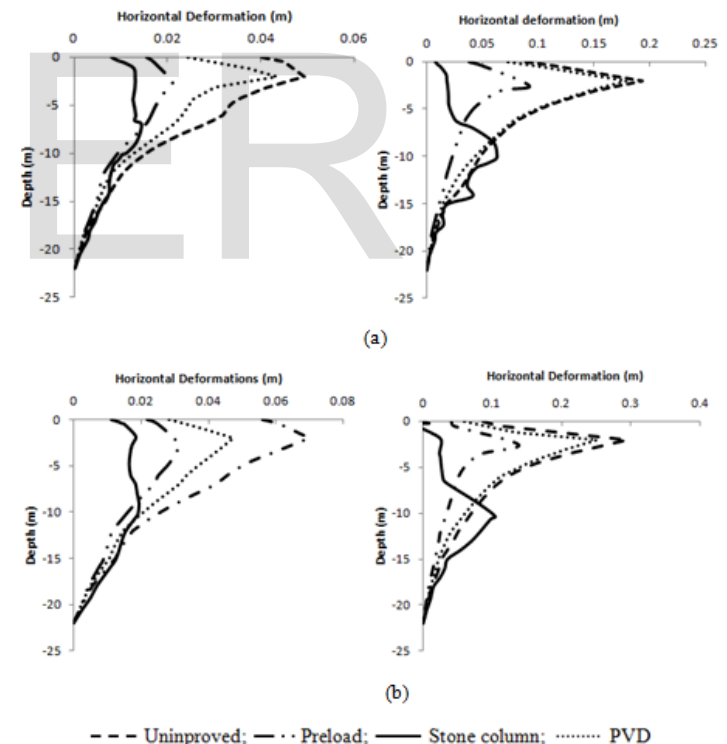 Horizontal Deformation (m)
0 0.02 0.04 0.06
0
-5
-10
-15
-20
-25
Depth (m)
Horizontal deformation (m)
0 0.05 0.1 0.15 0.2 0.25
0
-5
-10
-15
-20
-25
Depth (m)
ER
(a)
Horizontal Deformations (m)
0 0.02 0.04 0.06 0.08
0
-5
-10
-15
-20
-25
Depth (m)
Horizontal Deformation (m)
0 0.1 0.2 0.3 0.4
0
-5
-10
-15
-20
-25
Depth (m)
(b)
Uninproved; Preload; Stone column; PVD